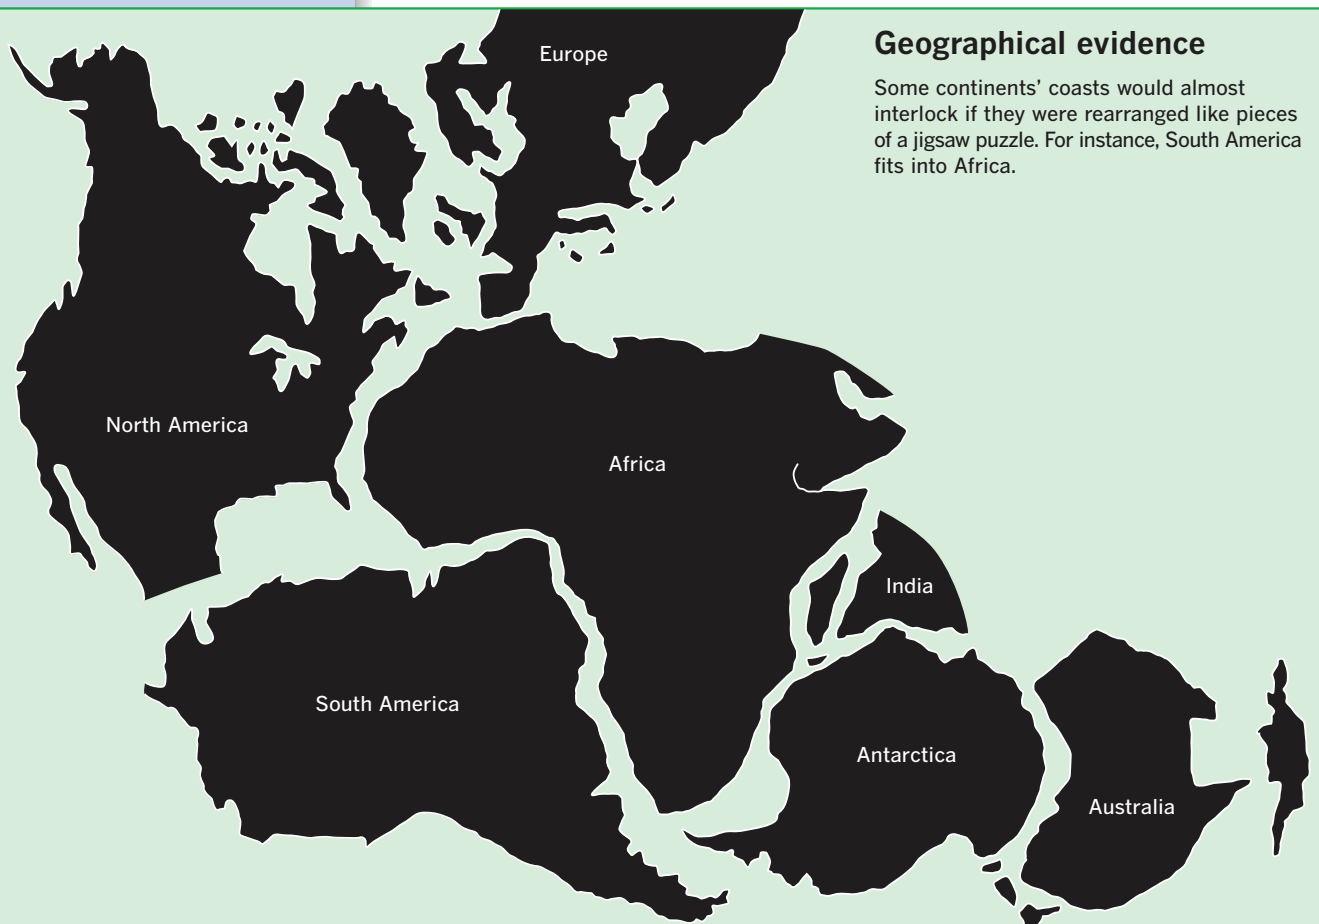 Europe
Geographical evidence
Some continents’ coasts would almost
interlock if they were rearranged like pieces
of a jigsaw puzzle. For instance, South America
fits into Africa.
North America
Africa
India
South America
Antarctica
Australia